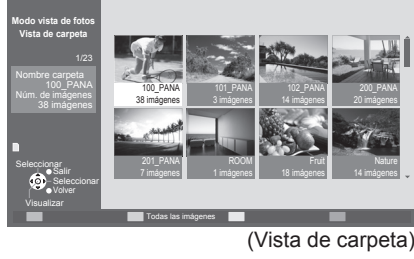 Modo vista de fotos
Vista de carpeta
1/23
Nombre carpeta
100_PANA
Núm. de imágenes
38 imágenes
100_PANA
38 imágenes
101_PANA
3 imágenes
102_PANA
14 imágenes
200_PANA
20 imágenes
201_PANA
7 imágenes
ROOM
1 imágenes
Fruit
18 imágenes
Nature
14 imágenes
Seleccionar
Salir
Seleccionar
Volver
Visualizar
Todas las imágenes
(Vista de carpeta)